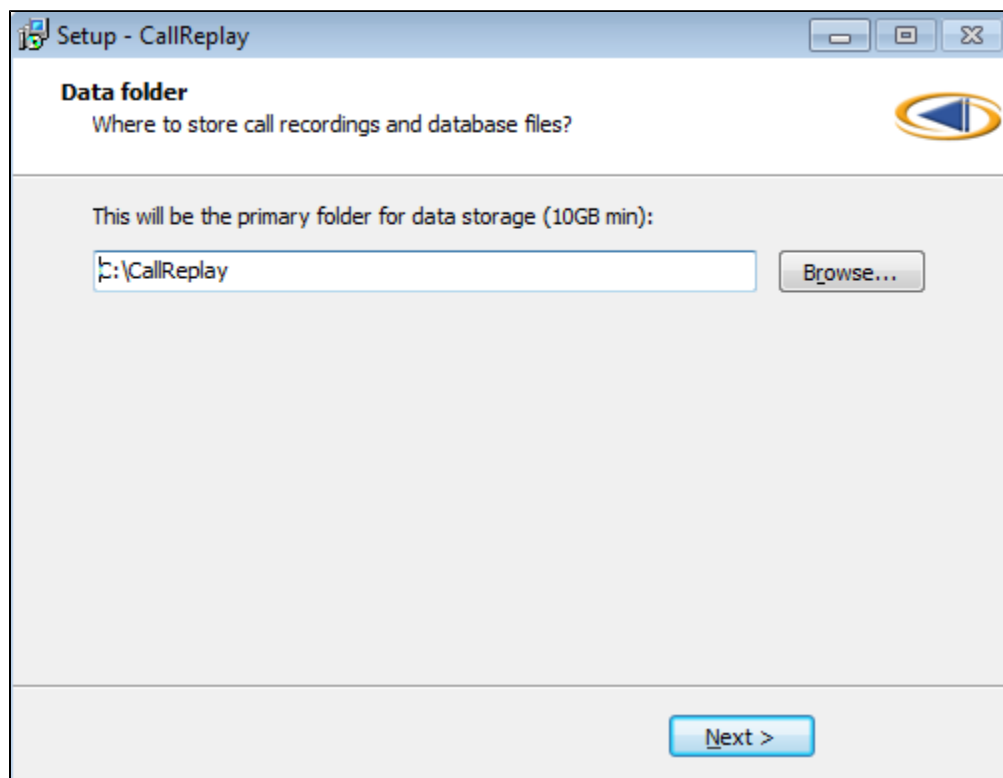 Setup - CallReplay
Data folder
Where to store call recordings and database files?
This will be the primary folder for data storage (10GB min):
C:\CallReplay
Browse...
Next >